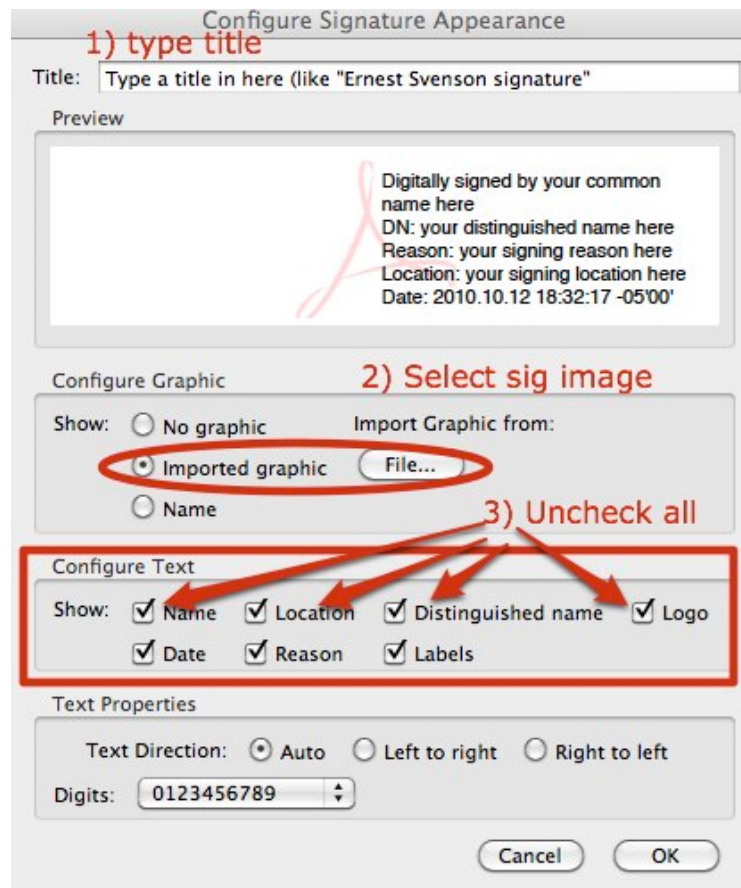 Configure Signature Appearance
1) type title
Title: Type a title in here (like "Ernest Svenson signature"
Preview
Digitally signed by your common
name here
DN: your distinguished name here
Reason: your signing reason here
Location: your signing location here
Date: 2010.10.12 18:32:17 -05'00'
Configure Graphic
2) Select sig image
Show: No graphic Import Graphic from:
Imported graphic File...
Name
3) Uncheck all
Configure Text
Show: Name Location Distinguished name Logo
Date Reason Labels
Text Properties
Text Direction: Auto Left to right Right to left
Digits: 0123456789
Cancel OK